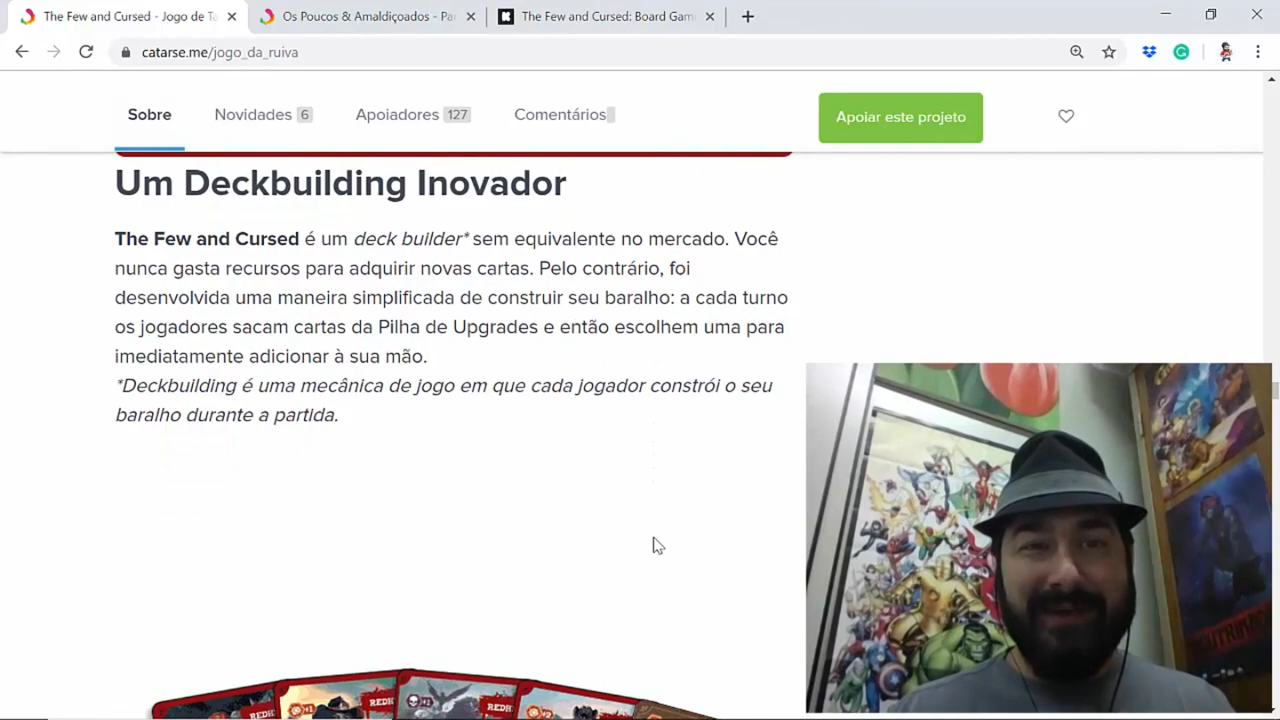 The Few and Cursed - Jogo de Ta
Os Poucos & Amaldiçoados - Pa
The Few and Cursed: Board Gam
catarse.me/jogo_da_ruiva
Sobre
Novidades 6
Apoiadores 127
Comentários
Apoiar este projeto
Um Deckbuilding Inovador
The Few and Cursed é um deck builder* sem equivalente no mercado. Você
nunca gasta recursos para adquirir novas cartas. Pelo contrário, foi
desenvolvida uma maneira simplificada de construir seu baralho: a cada turno
os jogadores sacam cartas da Pilha de Upgrades e então escolhem uma para
imediatamente adicionar à sua mão.
*Deckbuilding é uma mecânica de jogo em que cada jogador constrói o seu
baralho durante a partida.